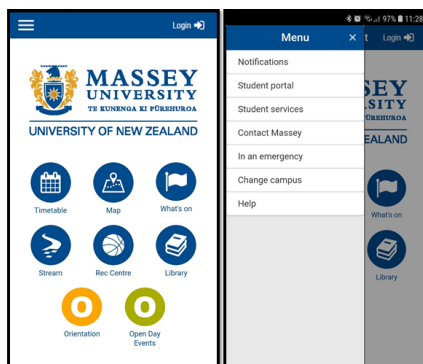 Login
MASSEY
UNIVERSITY
TE KUNENGA KI PŪREHUROA
UNIVERSITY OF NEW ZEALAND
Timetable
Map
What's on
Stream
Rec Centre
Library
O
O
Orientation
Open Day
Events
97% 11:28
Menu × t Login
Notifications
Student portal
Student services
Contact Massey
In an emergency
Change campus
Help
SEY
SITY
ŪREHUROA
EALAND
What's on
Library